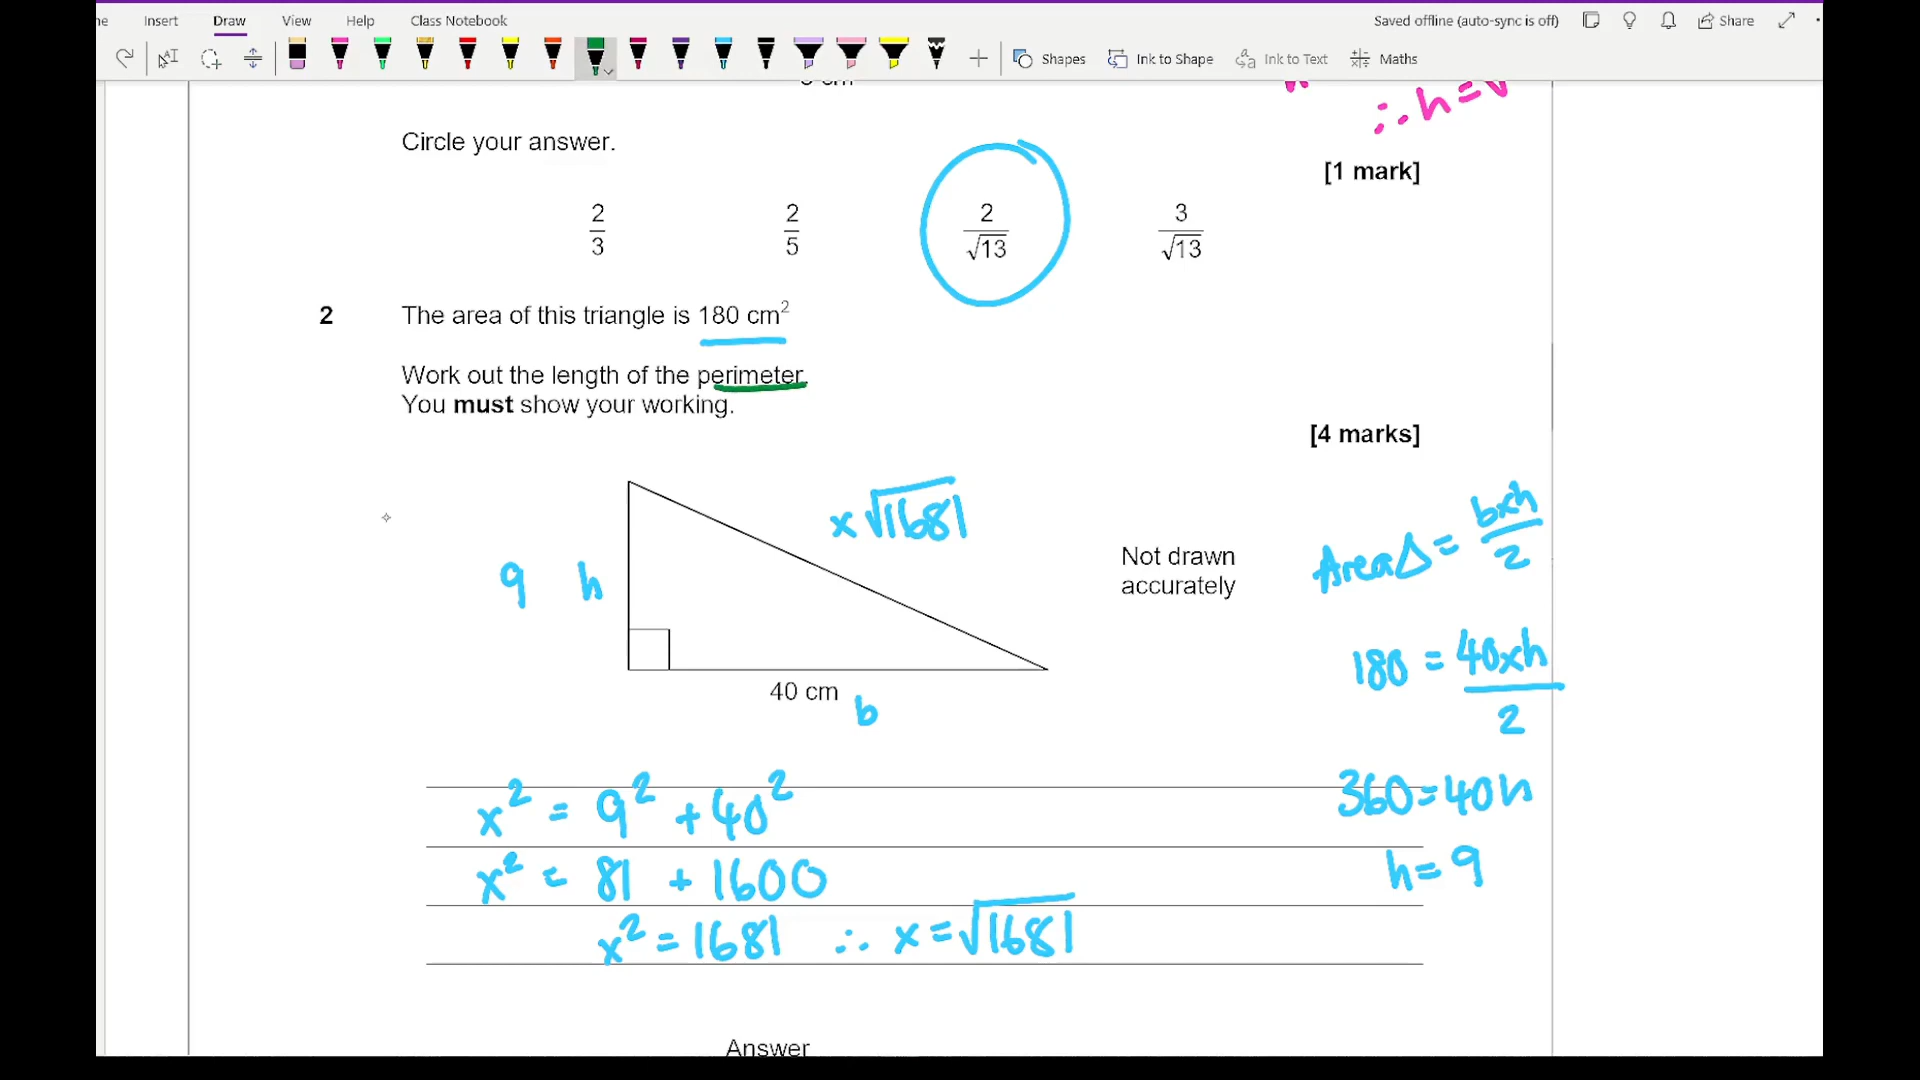 Insert Draw View Help Class Notebook Saved offline (auto-sync is off) Share
Shapes Ink to Shape Ink to Text Maths
∴ h = √
Circle your answer.
[1 mark]
2/3 2/5 2/√13 3/√13
2 The area of this triangle is 180 cm²
Work out the length of the perimeter.
You must show your working.
[4 marks]
x √1681
Area△ = bxh/2
Not drawn
accurately
9 h
180 = 40xh/2
40 cm
b
x² = 9² + 40²
360 = 40h
x² = 81 + 1600
h = 9
x² = 1681 ∴ x = √1681
Answer